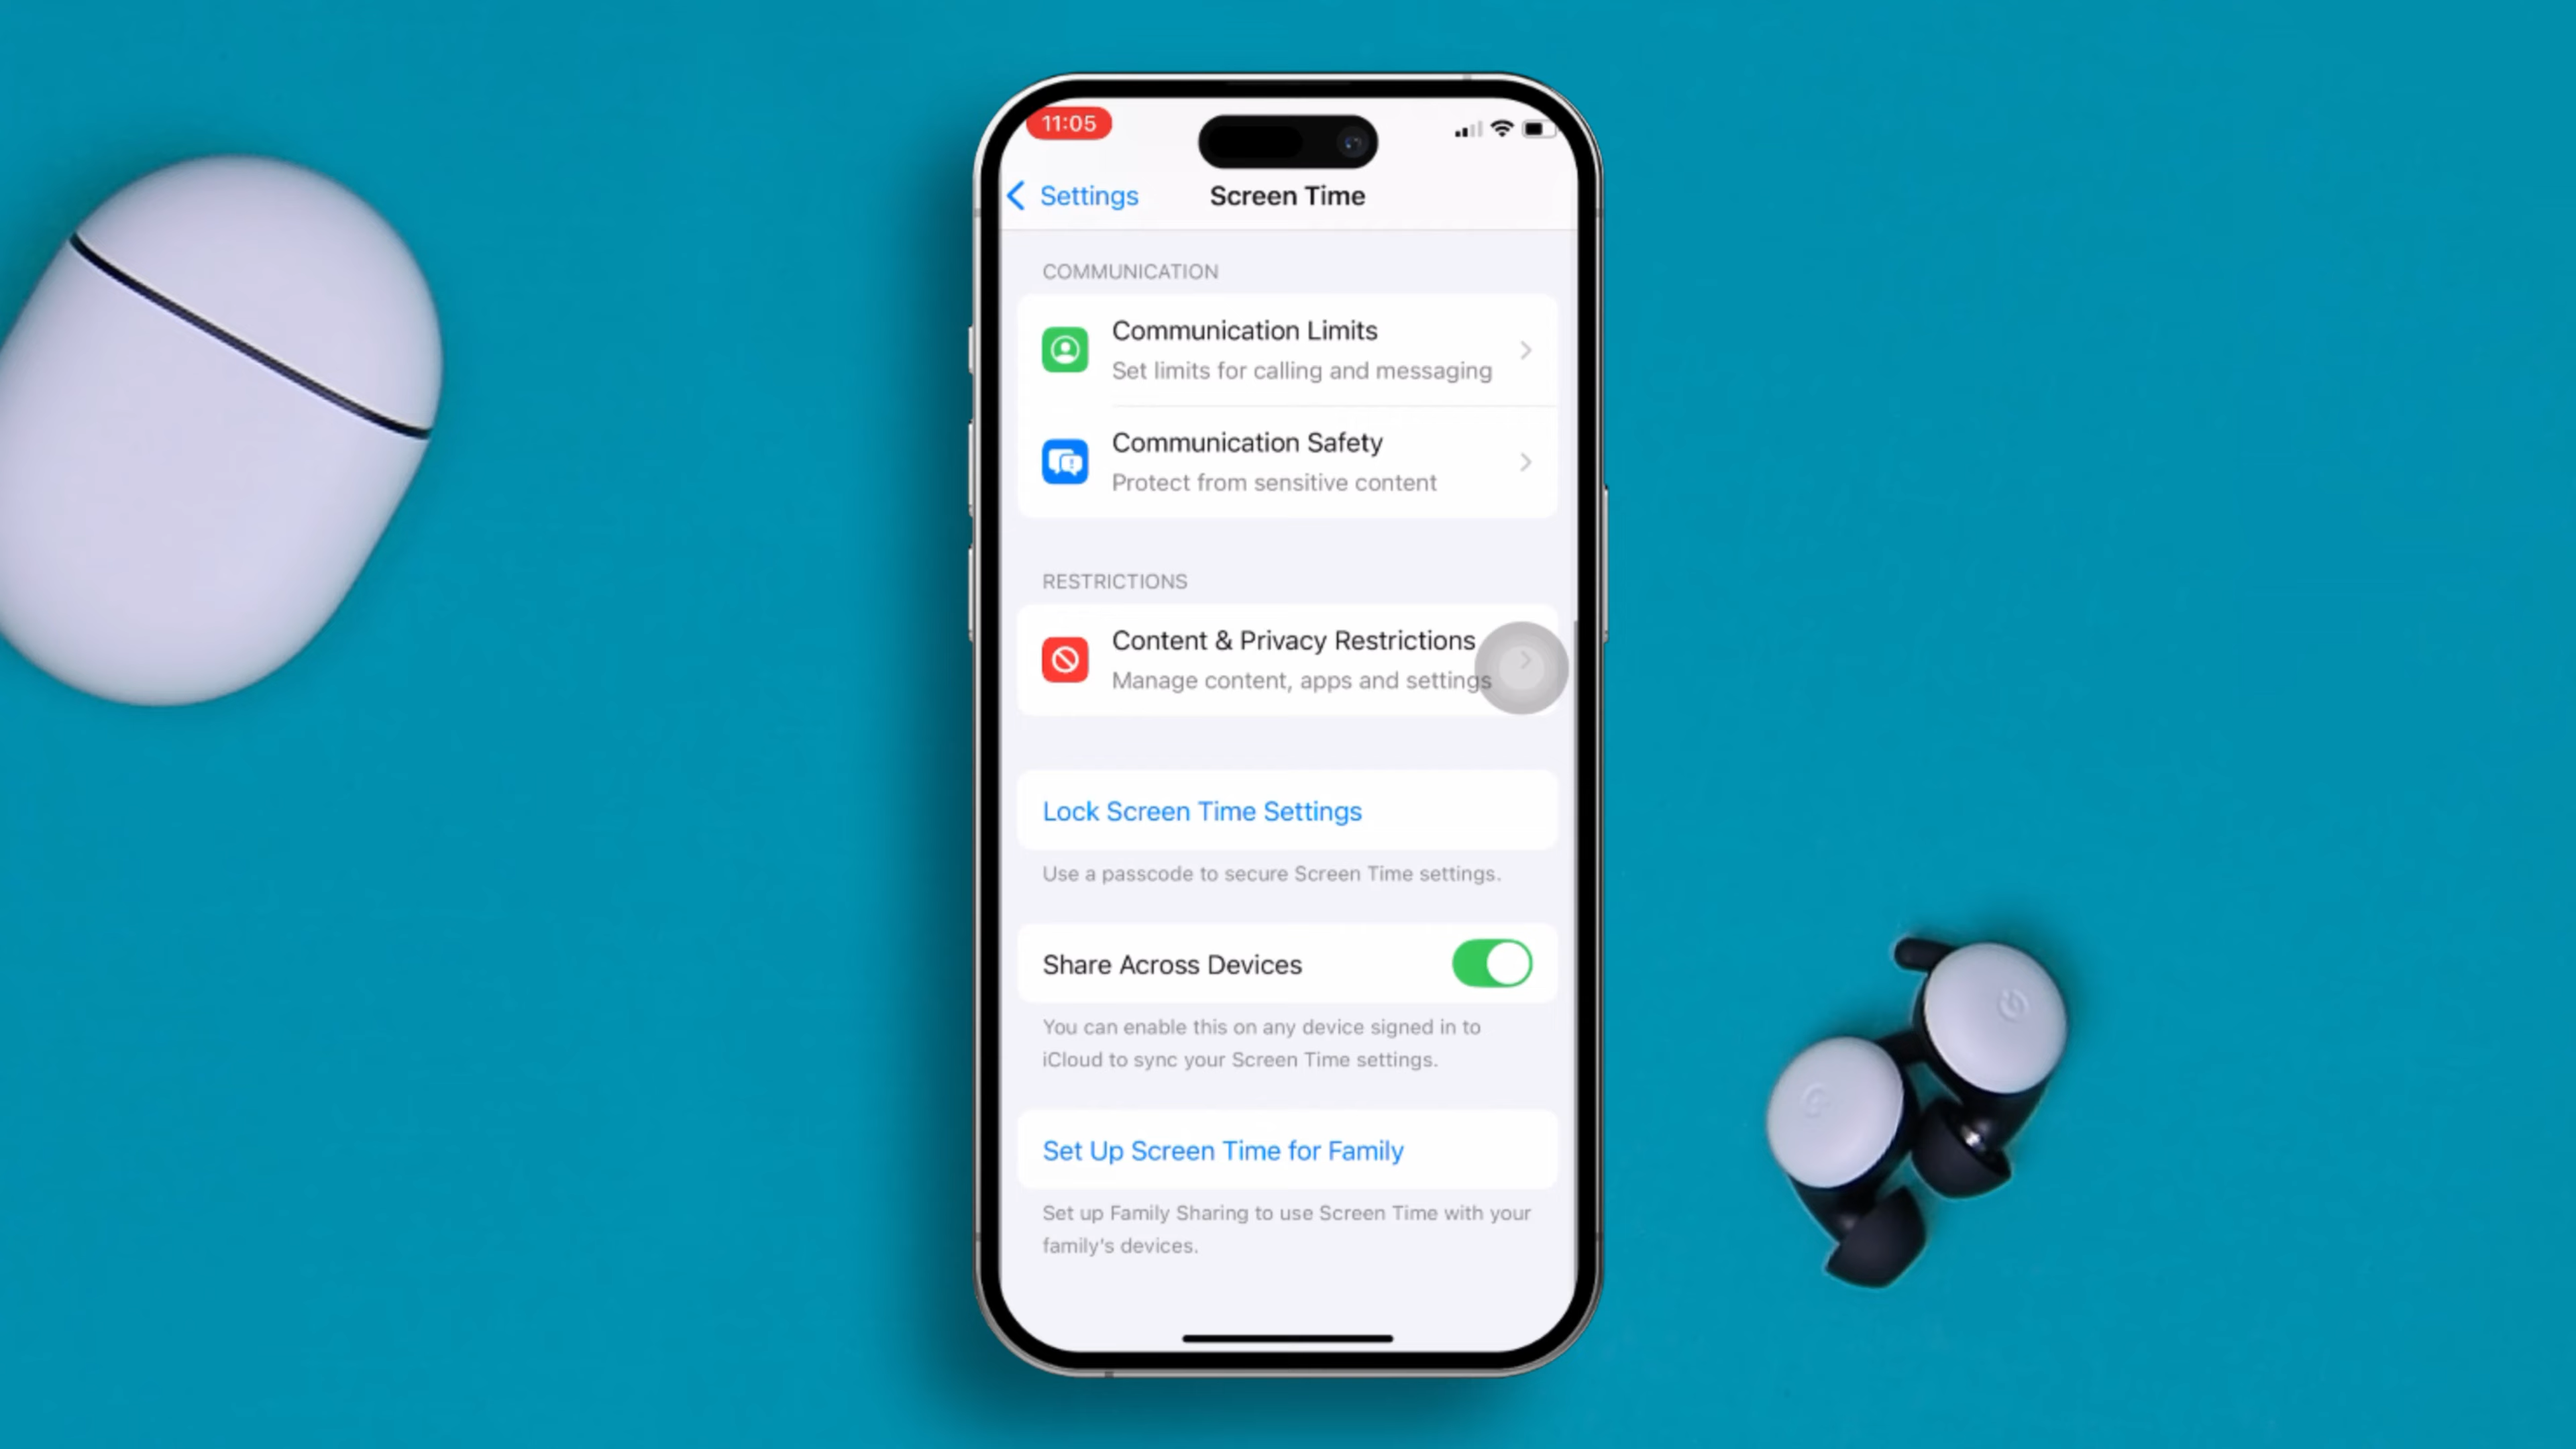 11:05
Settings
Screen Time
COMMUNICATION
Communication Limits
Set limits for calling and messaging
Communication Safety
Protect from sensitive content
RESTRICTIONS
Content & Privacy Restrictions
Manage content, apps and settings
Lock Screen Time Settings
Use a passcode to secure Screen Time settings.
Share Across Devices
You can enable this on any device signed in to
iCloud to sync your Screen Time settings.
Set Up Screen Time for Family
Set up Family Sharing to use Screen Time with your
family's devices.